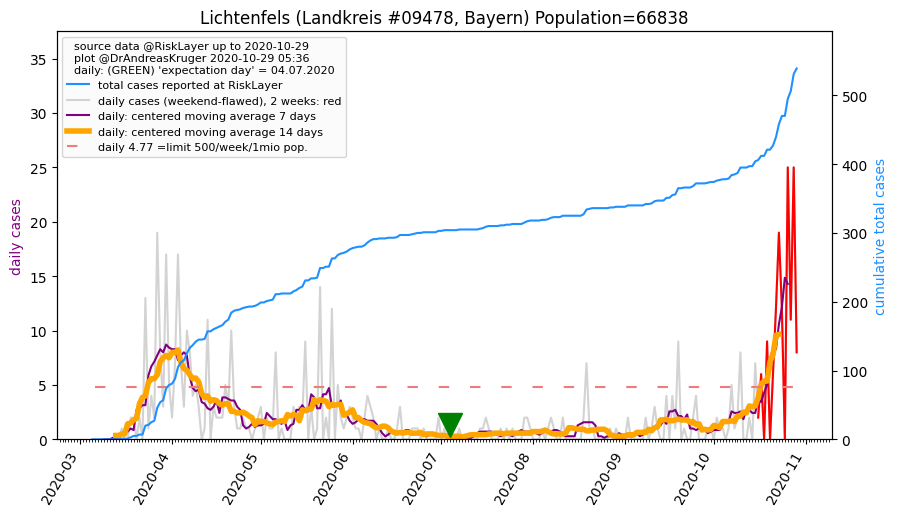 Lichtenfels (Landkreis #09478, Bayern) Population=66838
source data @RiskLayer up to 2020-10-29
plot @DrAndreasKruger 2020-10-29 05:36
daily: (GREEN) 'expectation day' = 04.07.2020
total cases reported at RiskLayer
daily cases (weekend-flawed), 2 weeks: red
daily: centered moving average 7 days
daily: centered moving average 14 days
daily 4.77 =limit 500/week/1mio pop.
daily cases
35
30
25
20
15
10
5
0
cumulative total cases
500
400
300
200
100
0
2020-03
2020-04
2020-05
2020-06
2020-07
2020-08
2020-09
2020-10
2020-11